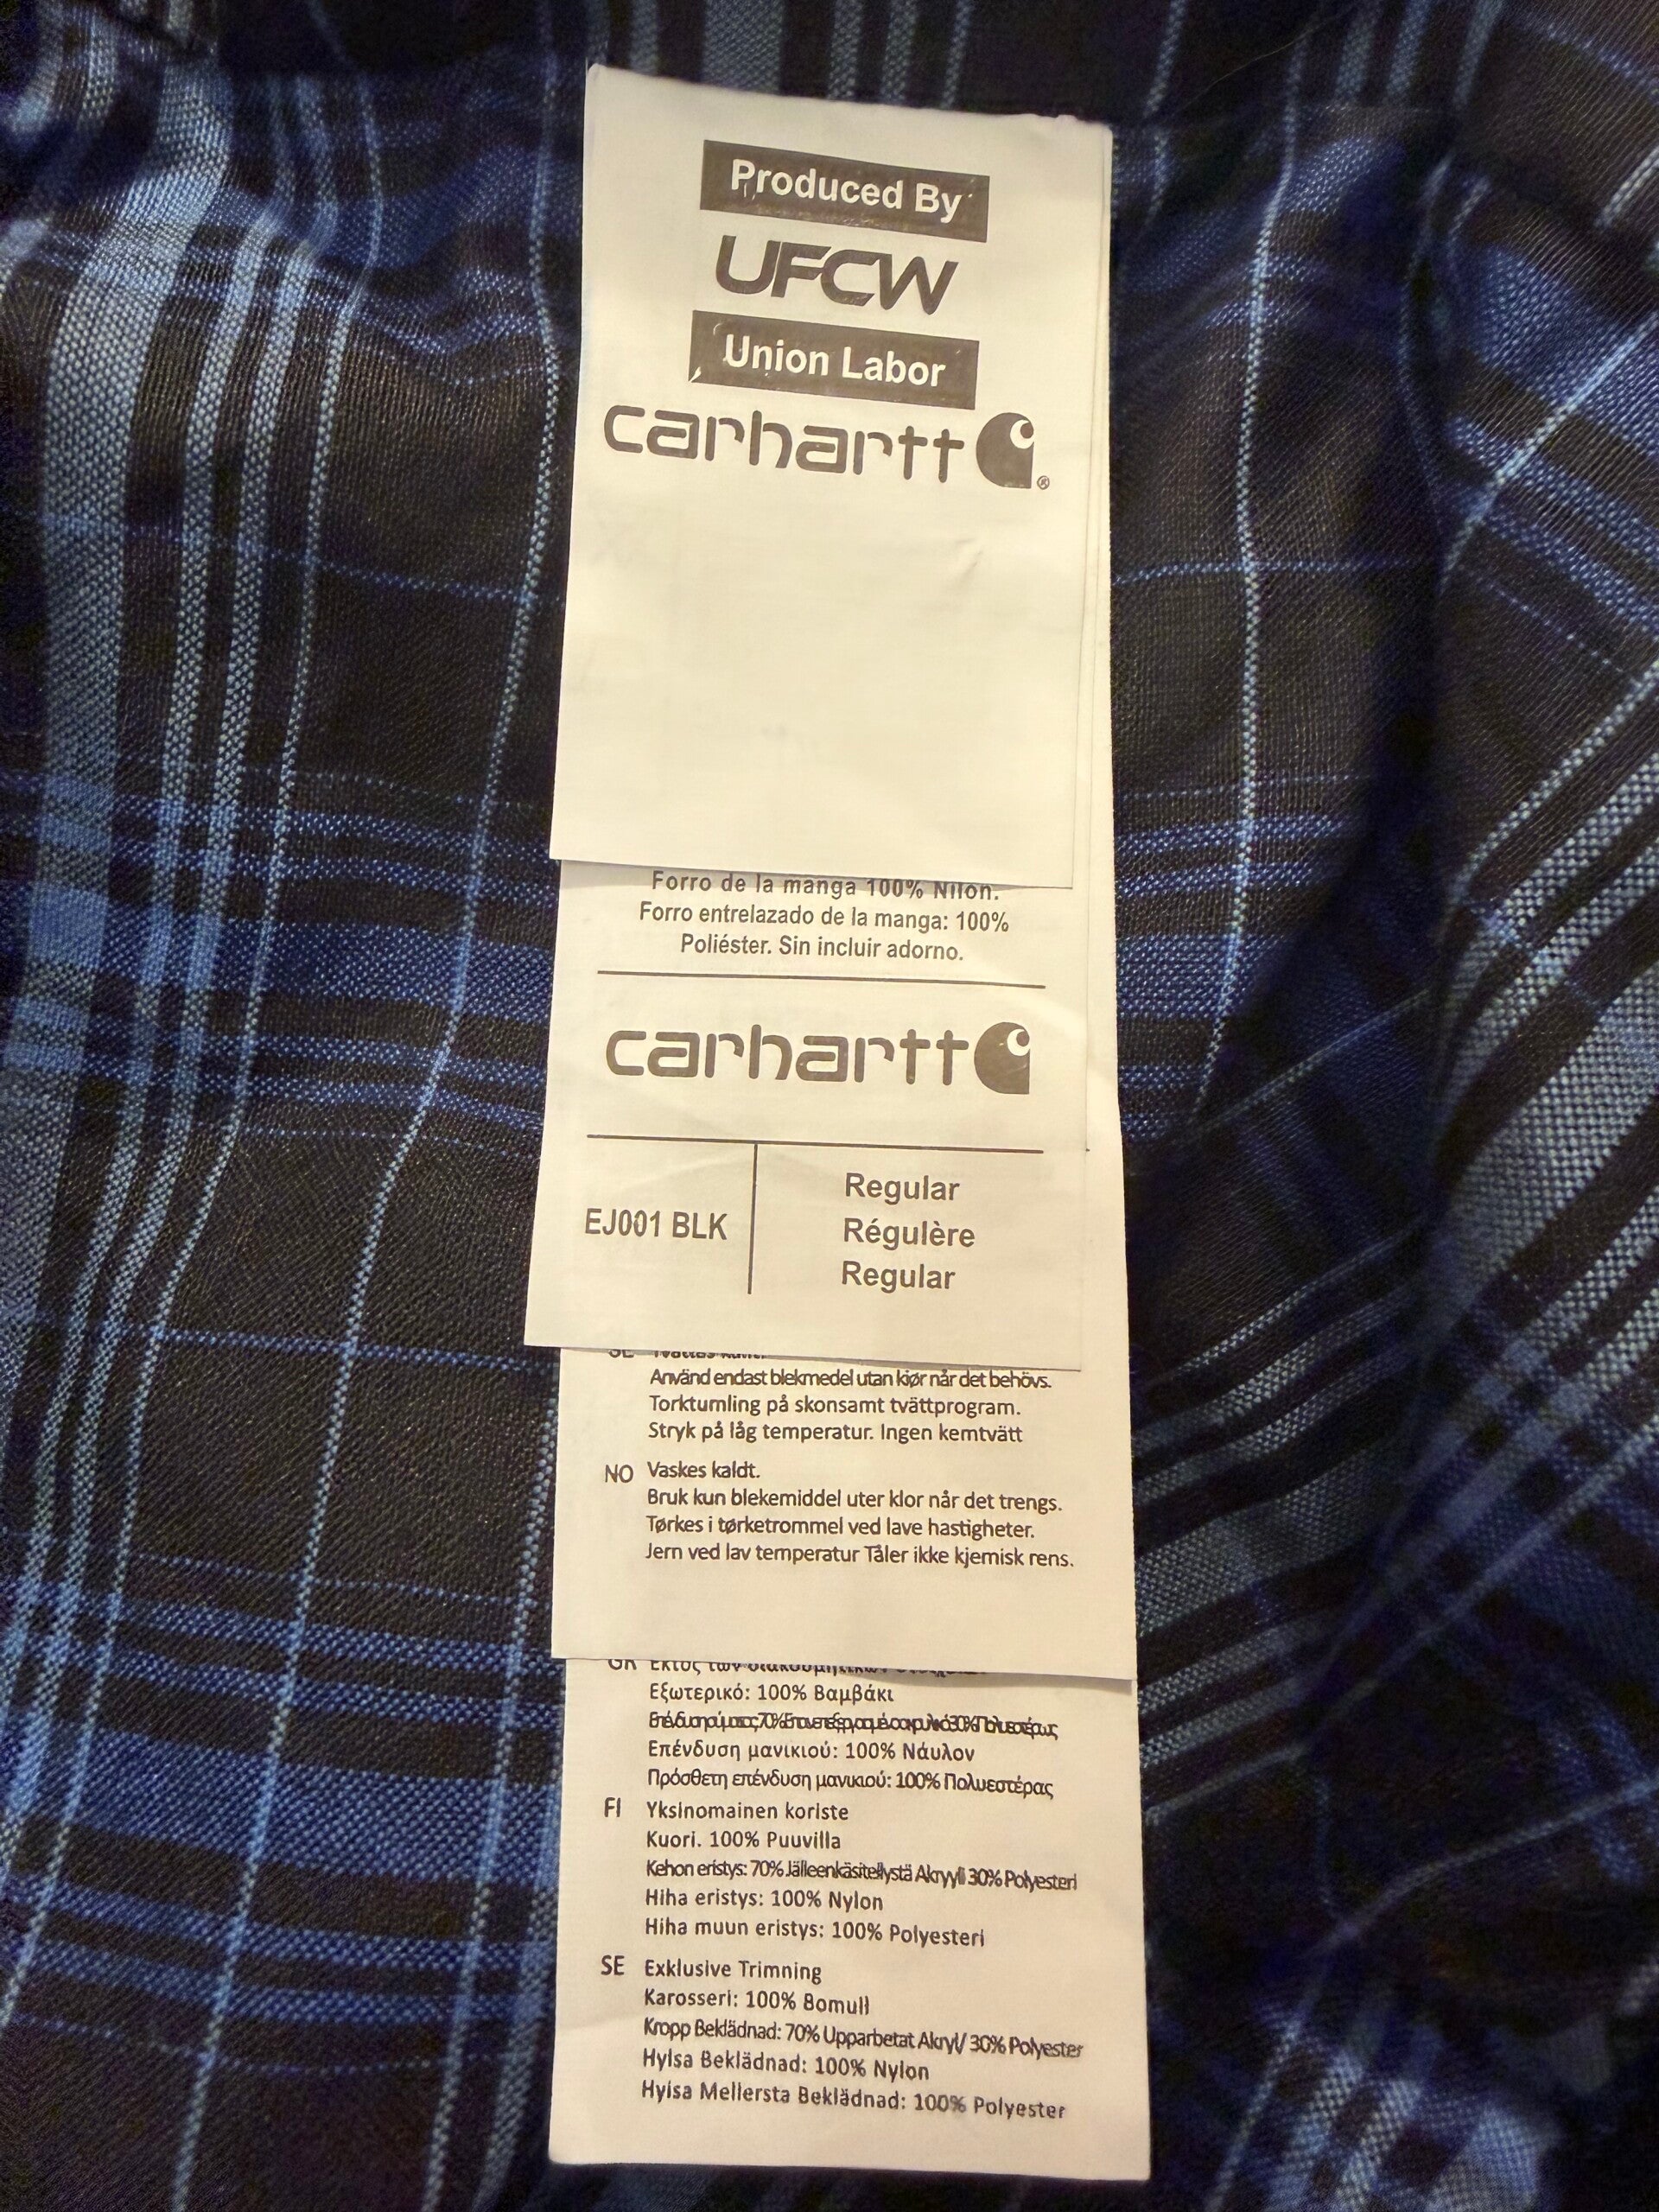 Produced By
UFCW
Union Labor
carhartt ®
Forro de la manga 100% Nilon.
Forro entrelazado de la manga: 100%
Poliéster. Sin incluir adorno.
carhartt
EJ001 BLK
Regular
Régulère
Regular
Använd endast blekmedel utan kiør når det behövs.
Torktumling på skonsamt tvättprogram.
Stryk på låg temperatur. Ingen kemtvätt
NO Vaskes kaldt.
Bruk kun blekemiddel uter klor når det trengs.
Tørkes i tørketrommel ved lave hastigheter.
Jern ved lav temperatur Tåler ikke kjemisk rens.
GR Εκτός των
Εξωτερικό: 100% Βαμβάκι
Επένδυση μανικιού: 100% Νάυλον
Πρόσθετη επένδυση μανικιού: 100% Πολυεστέρας
FI Yksinomainen koriste
Kuori. 100% Puuvilla
Kehon eristys: 70% Jälleenkäsitellystä Akryyli 30% Polyesteri
Hiha eristys: 100% Nylon
Hiha muun eristys: 100% Polyesteri
SE Exklusive Trimning
Karosseri: 100% Bomull
Kropp Beklädnad: 70% Upparbetat Akryl/ 30% Polyester
Hylsa Beklädnad: 100% Nylon
Hylsa Mellersta Beklädnad: 100% Polyester